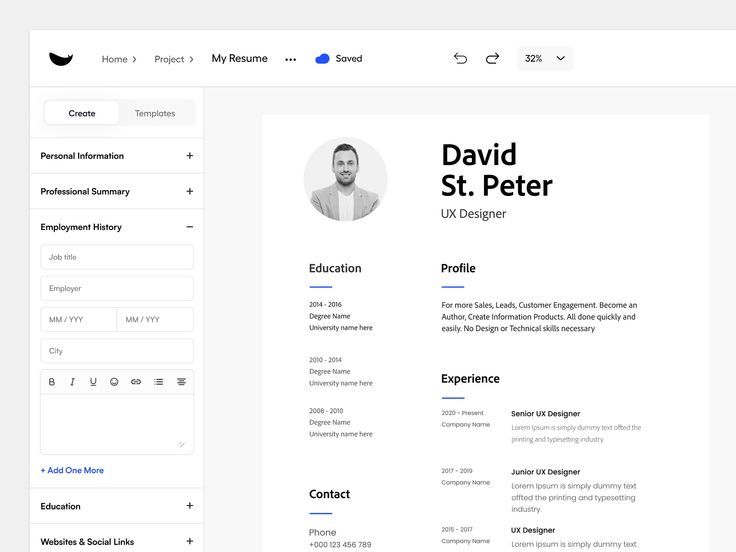 Home
Project
My Resume
Saved
32%
Create
Templates
Personal Information
Professional Summary
Employment History
Job title
Employer
MM / YYY
MM / YYY
City
B I U
+ Add One More
Education
Websites & Social Links
David
St. Peter
UX Designer
Education
2014 - 2016
Degree Name
University name here
2010 - 2014
Degree Name
University name here
2008 - 2010
Degree Name
University name here
Contact
Phone
+000 123 456 789
Profile
For more Sales, Leads, Customer Engagement. Become an
Author, Create Information Products. All done quickly and
easily. No Design or Technical skills necessary
Experience
2020 - Present
Company Name
Senior UX Designer
Lorem Ipsum is simply dummy text offted the
printing and typesetting industry.
2017 - 2019
Company Name
Junior UX Designer
Lorem Ipsum is simply dummy text
offted the printing and typesetting
industry.
2015 - 2017
Company Name
UX Designer
Lorem Ipsum is simply dummy text